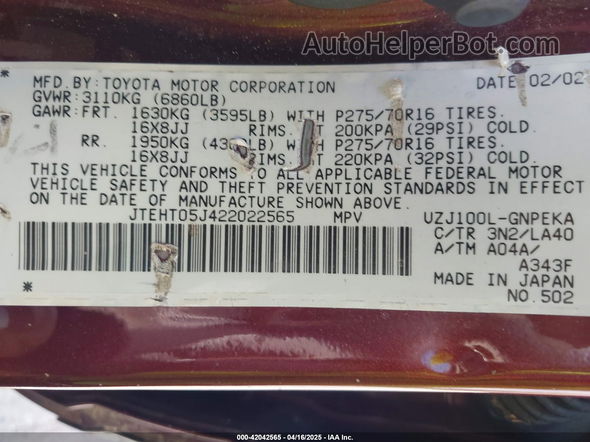 AutoHelperBot.com
* MFD.BY:TOYOTA MOTOR CORPORATION DATE 02/02
GVWR:3110KG (6860LB)
GAWR:FRT. 1630KG (3595LB) WITH P275/70R16 TIRES.
16X8JJ RIMS. 200KPA (29PSI) COLD.
RR. 1950KG WITH P275/70R16 TIRES.
16X8JJ RIMS. 220KPA (32PSI) COLD.
THIS VEHICLE CONFORMS TO ALL APPLICABLE FEDERAL MOTOR
VEHICLE SAFETY AND THEFT PREVENTION STANDARDS IN EFFECT
ON THE DATE OF MANUFACTURE SHOWN ABOVE.
JTEHT05J422022565 MPV UZJ100L-GNPEKA
C/TR 3N2/LA40
A/TM A04A/
A343F
MADE IN JAPAN
* NO.502
000-42042565 - 04/16/2025 - IAA Inc.